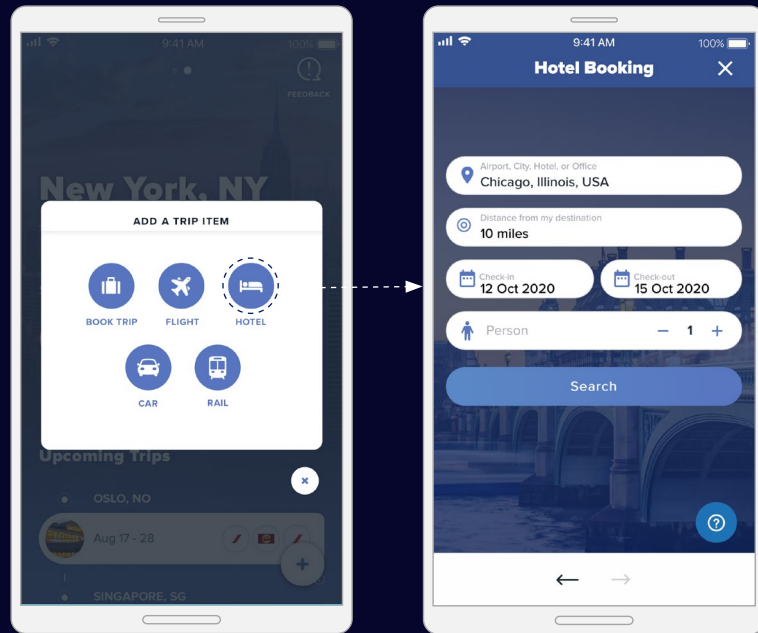 9:41 AM
100%
FEEDBACK
New York, NY
ADD A TRIP ITEM
BOOK TRIP
FLIGHT
HOTEL
CAR
RAIL
Upcoming Trips
OSLO, NO
Aug 17 - 28
SINGAPORE, SG
9:41 AM
100%
Hotel Booking
Airport, City, Hotel, or Office
Chicago, Illinois, USA
Distance from my destination
10 miles
Check-in
12 Oct 2020
Check-out
15 Oct 2020
Person
− 1 +
Search